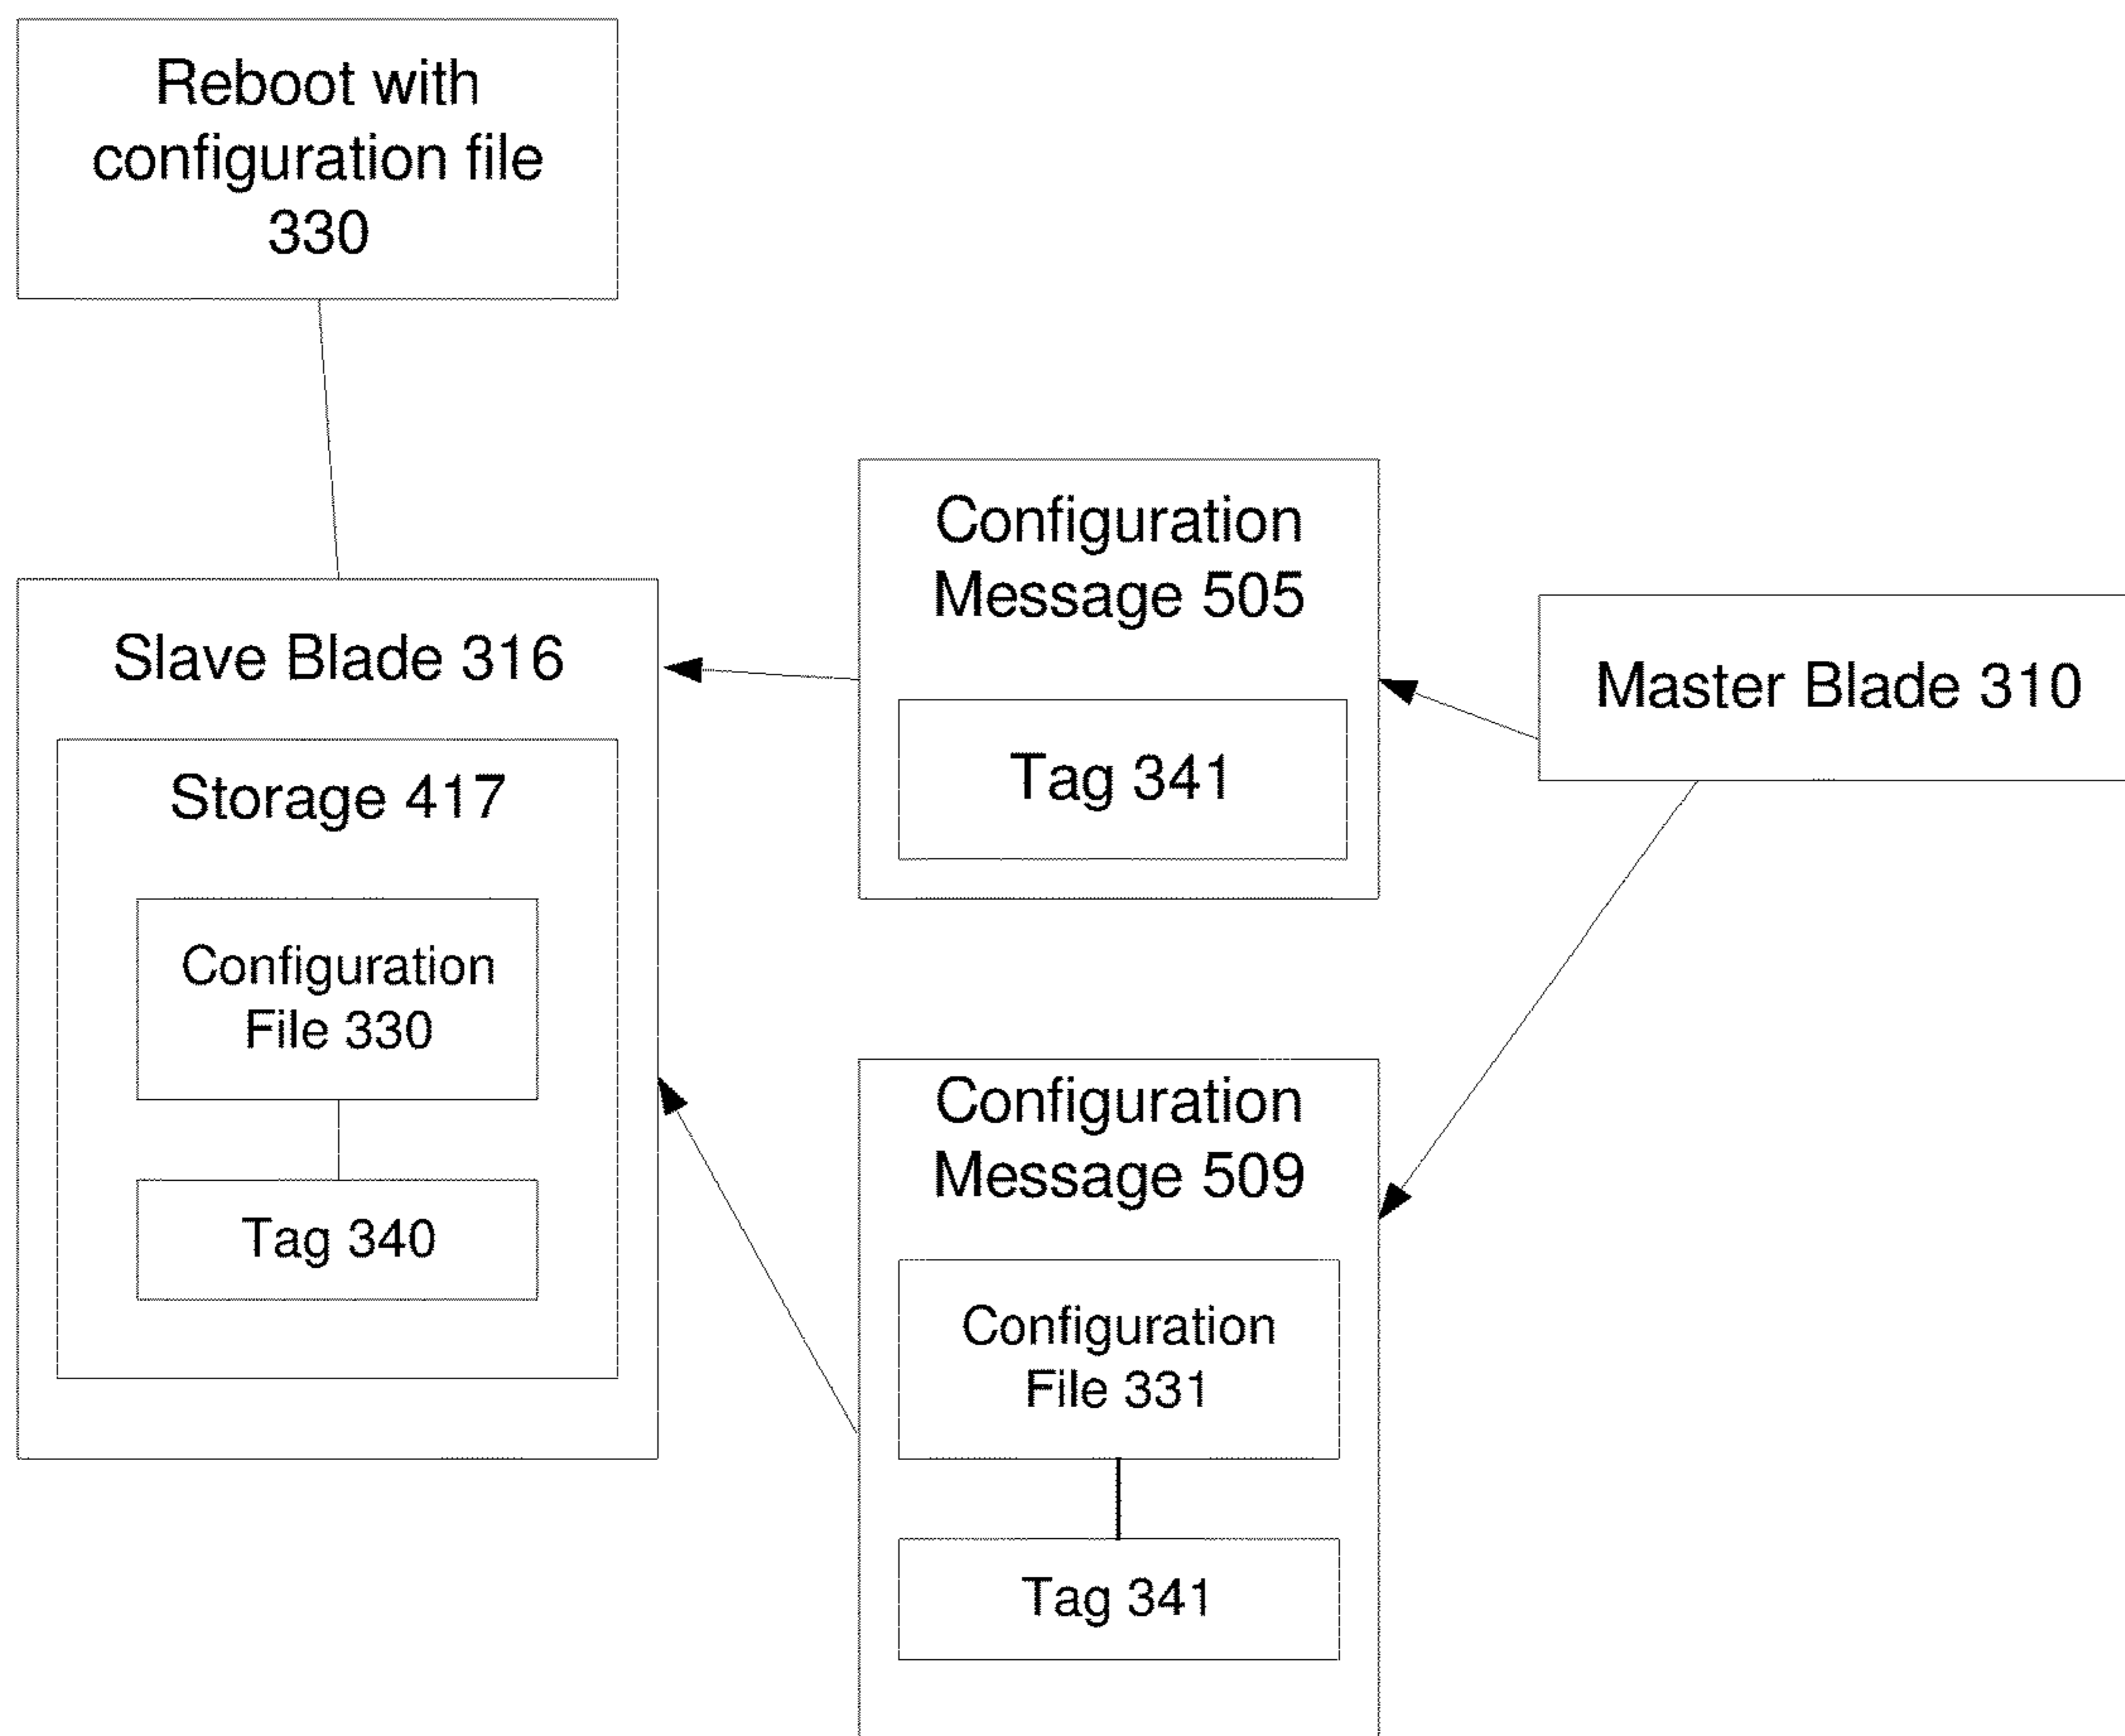 Reboot with
configuration file
330
Slave Blade 316
Storage 417
Configuration
File 330
Tag 340
Configuration
Message 505
Tag 341
Configuration
Message 509
Configuration
File 331
Tag 341
Master Blade 310